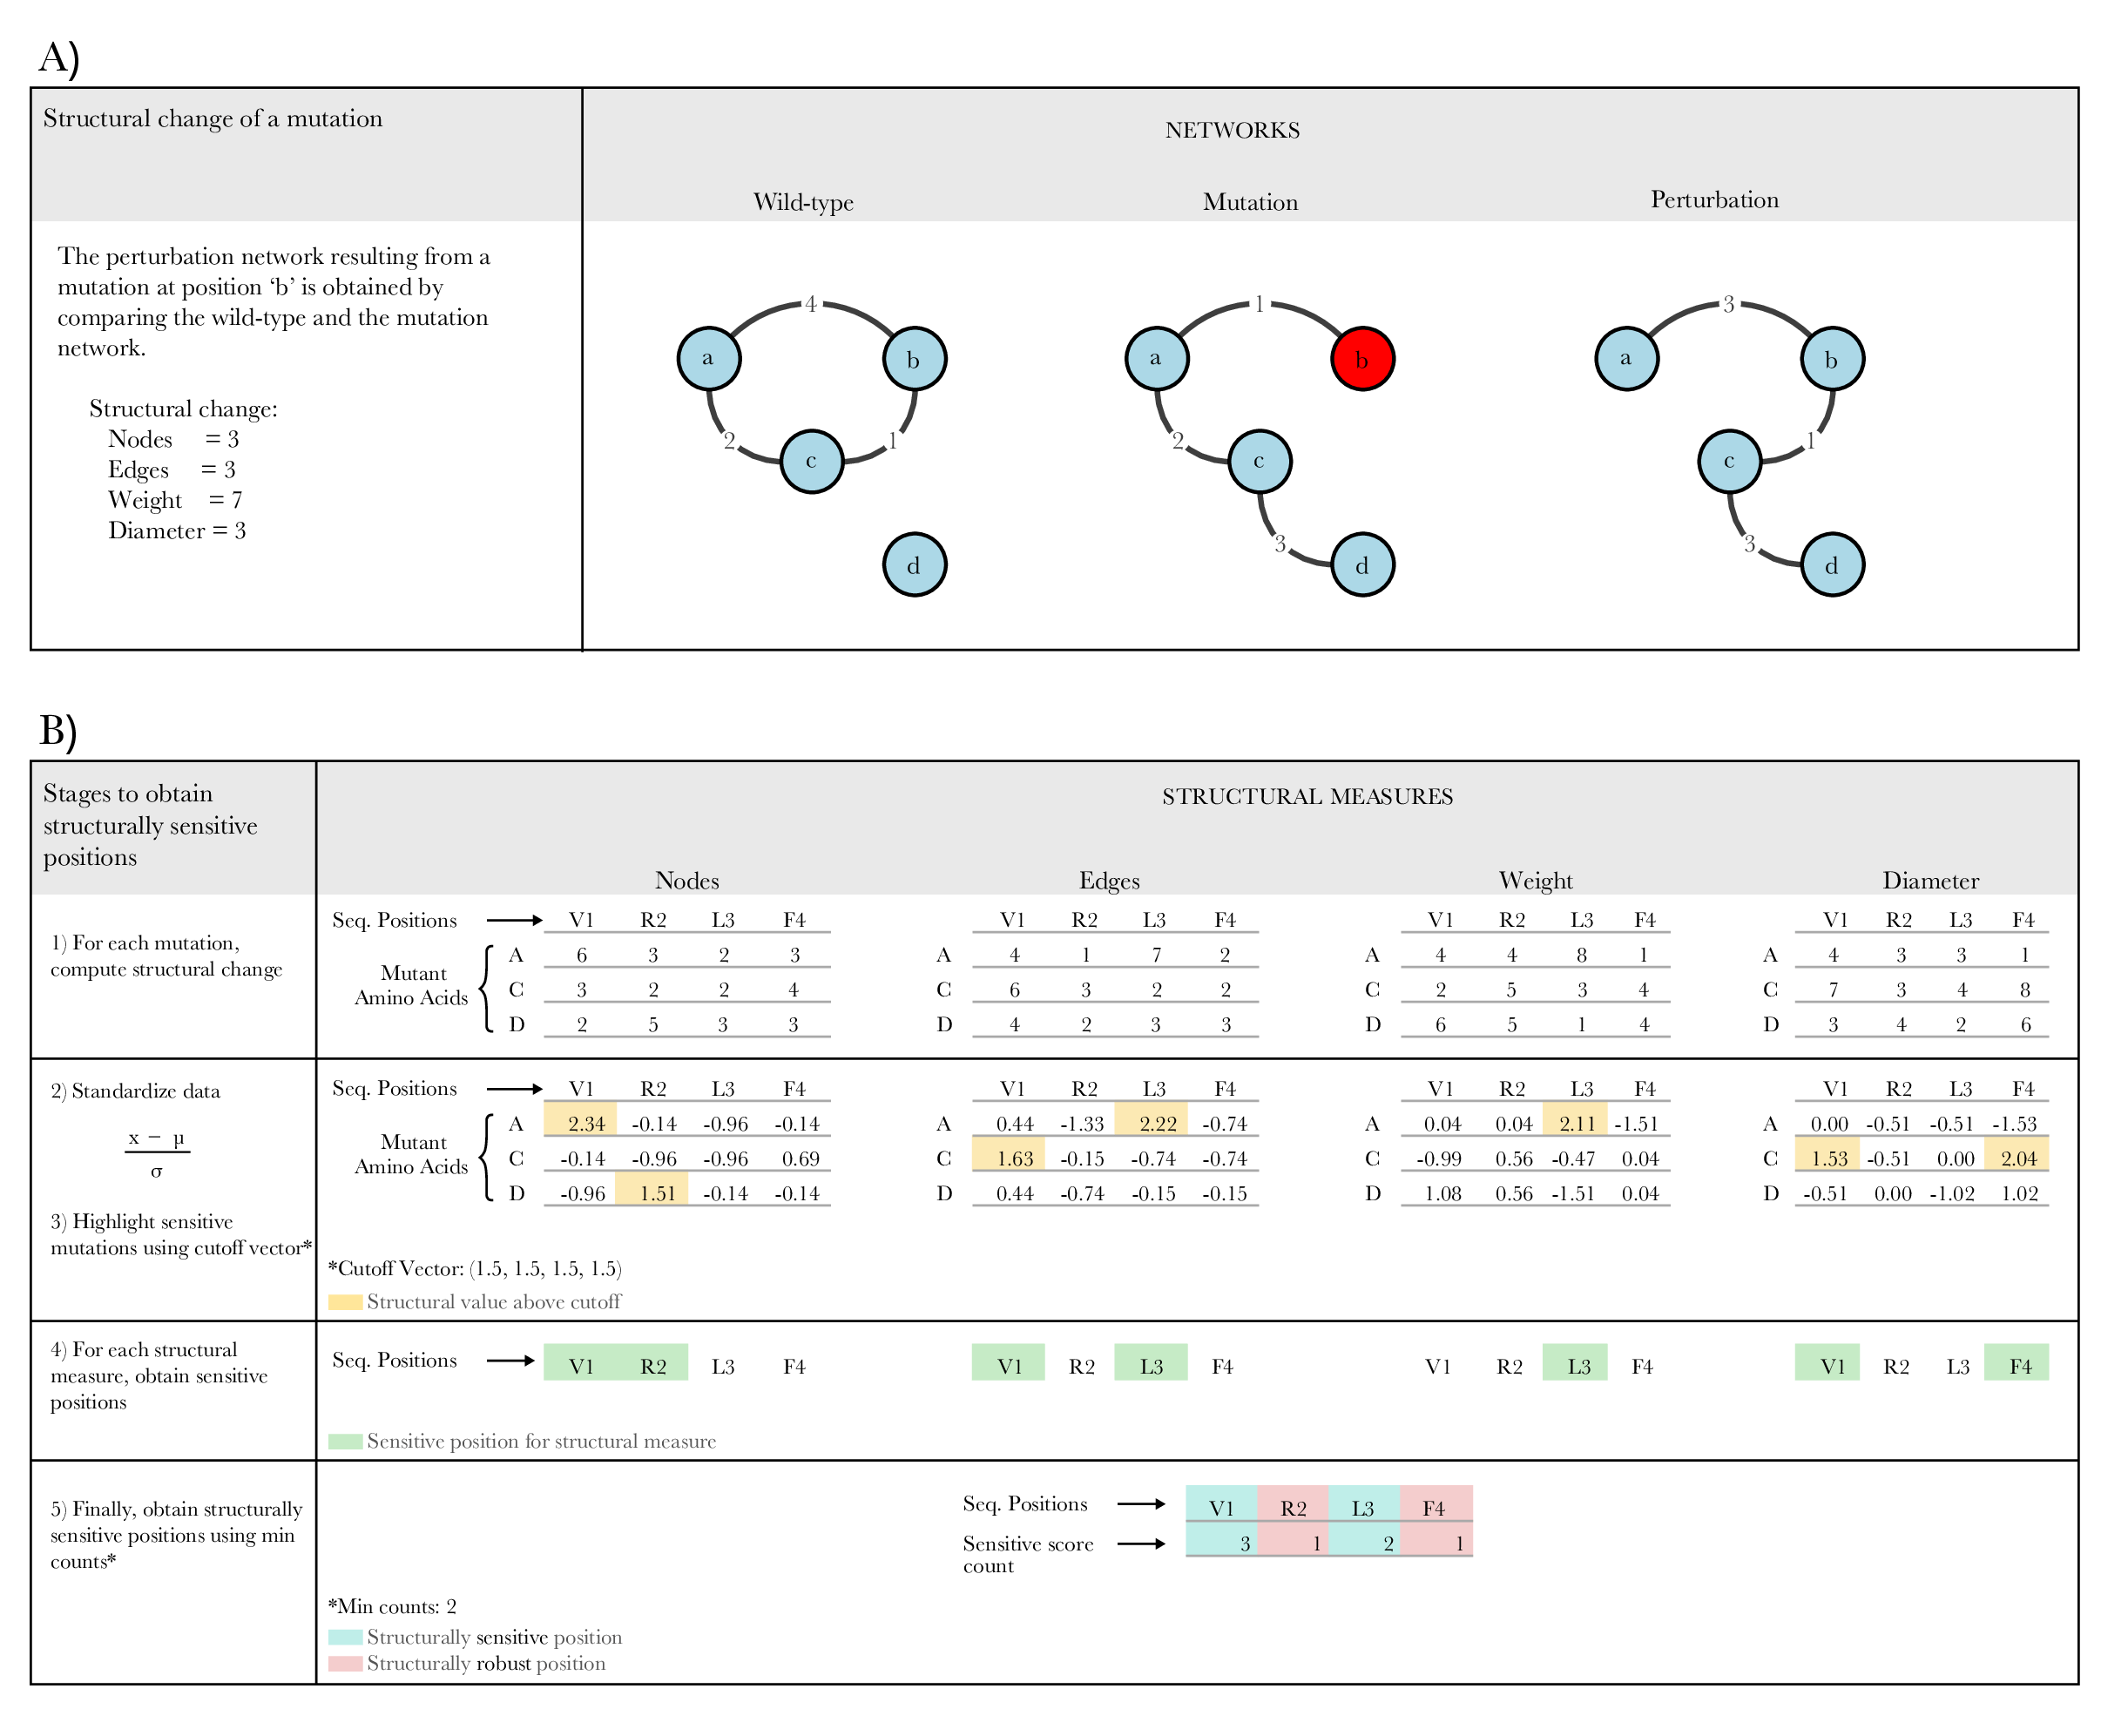 A)
Structural change of a mutation
NETWORKS
Wild-type Mutation Perturbation
The perturbation network resulting from a
mutation at position ‘b’ is obtained by
comparing the wild-type and the mutation
network.
Structural change:
Nodes = 3
Edges = 3
Weight = 7
Diameter = 3
4
a b
2 1
c
d
1
a b
2
c
3
d
3
a b
1
c
3
d
B)
Stages to obtain
structurally sensitive
positions
STRUCTURAL MEASURES
Nodes Edges Weight Diameter
1) For each mutation,
compute structural change
Seq. Positions V1 R2 L3 F4 V1 R2 L3 F4 V1 R2 L3 F4 V1 R2 L3 F4
Mutant
Amino Acids
A 6 3 2 3 A 4 1 7 2 A 4 4 8 1 A 4 3 3 1
C 3 2 2 4 C 6 3 2 2 C 2 5 3 4 C 7 3 4 8
D 2 5 3 3 D 4 2 3 3 D 6 5 1 4 D 3 4 2 6
2) Standardize data
x − μ
σ
3) Highlight sensitive
mutations using cutoff vector*
Seq. Positions V1 R2 L3 F4 V1 R2 L3 F4 V1 R2 L3 F4 V1 R2 L3 F4
Mutant
Amino Acids
A 2.34 -0.14 -0.96 -0.14 A 0.44 -1.33 2.22 -0.74 A 0.04 0.04 2.11 -1.51 A 0.00 -0.51 -0.51 -1.53
C -0.14 -0.96 -0.96 0.69 C 1.63 -0.15 -0.74 -0.74 C -0.99 0.56 -0.47 0.04 C 1.53 -0.51 0.00 2.04
D -0.96 1.51 -0.14 -0.14 D 0.44 -0.74 -0.15 -0.15 D 1.08 0.56 -1.51 0.04 D -0.51 0.00 -1.02 1.02
*Cutoff Vector: (1.5, 1.5, 1.5, 1.5)
Structural value above cutoff
4) For each structural
measure, obtain sensitive
positions
Seq. Positions V1 R2 L3 F4 V1 R2 L3 F4 V1 R2 L3 F4 V1 R2 L3 F4
Sensitive position for structural measure
5) Finally, obtain structurally
sensitive positions using min
counts*
Seq. Positions V1 R2 L3 F4
Sensitive score
count
3 1 2 1
*Min counts: 2
Structurally sensitive position
Structurally robust position